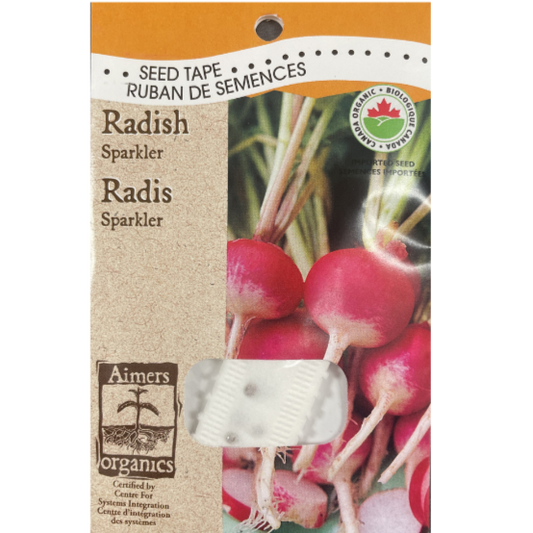 SEED TAPE
RUBAN DE SEMENCES
Radish
Sparkler
Radis
Sparkler
CANADA ORGANIC • BIOLOGIQUE CANADA •
IMPORTED SEED
SEMENCES IMPORTÉES
Aimers
organics
Certified by
Centre For
Systems Integration
Centre d'intégration
des systèmes